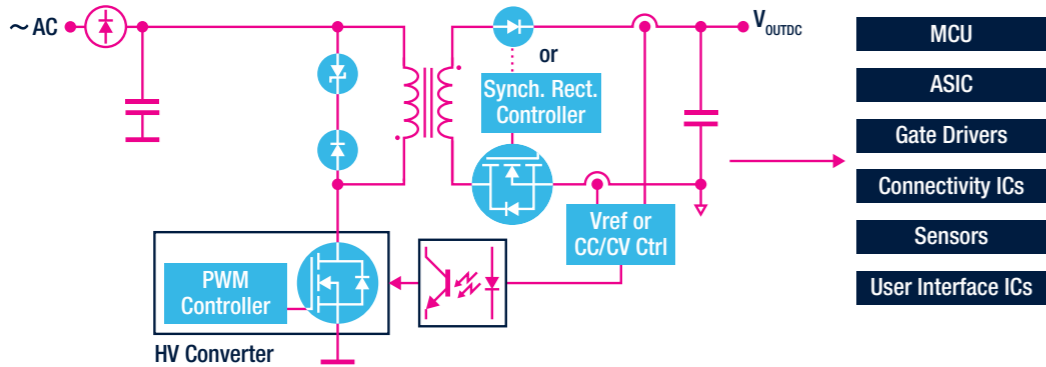 ~ AC
V_OUTDC
or
Synch. Rect.
Controller
Vref or
CC/CV Ctrl
PWM
Controller
HV Converter
MCU
ASIC
Gate Drivers
Connectivity ICs
Sensors
User Interface ICs